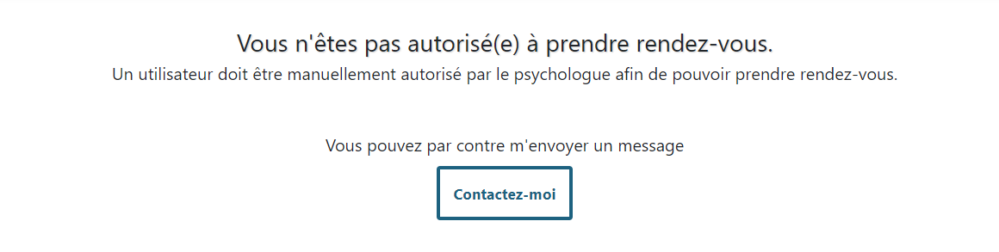 Vous n'êtes pas autorisé(e) à prendre rendez-vous.
Un utilisateur doit être manuellement autorisé par le psychologue afin de pouvoir prendre rendez-vous.
Vous pouvez par contre m'envoyer un message
Contactez-moi